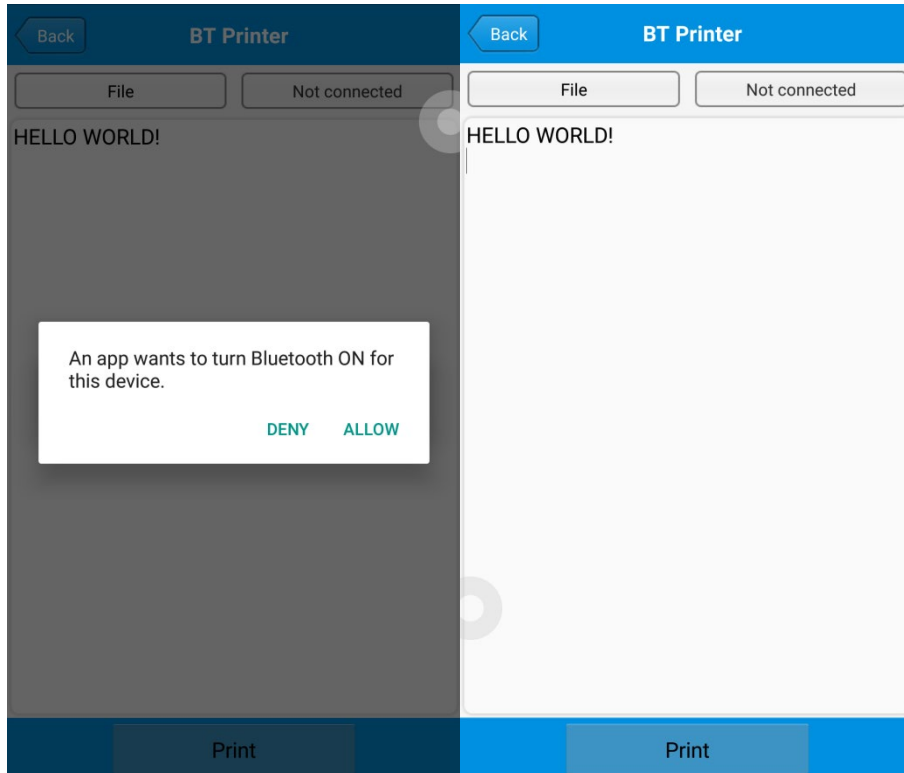 Back
BT Printer
File
Not connected
HELLO WORLD!
An app wants to turn Bluetooth ON for
this device.
DENY
ALLOW
Print
Back
BT Printer
File
Not connected
HELLO WORLD!
Print